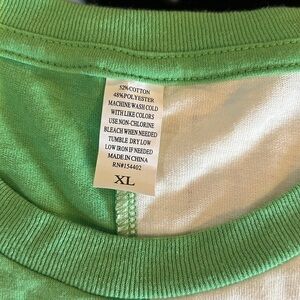 52%COTTON
48%POLYESTER
MACHINE WASH COLD
WITH LIKE COLORS
USE NON-CHLORINE
BLEACH WHEN NEEDED
TUMBLE DRY LOW
LOW IRON IF NEEDED
MADE IN CHINA
RN#154402
XL